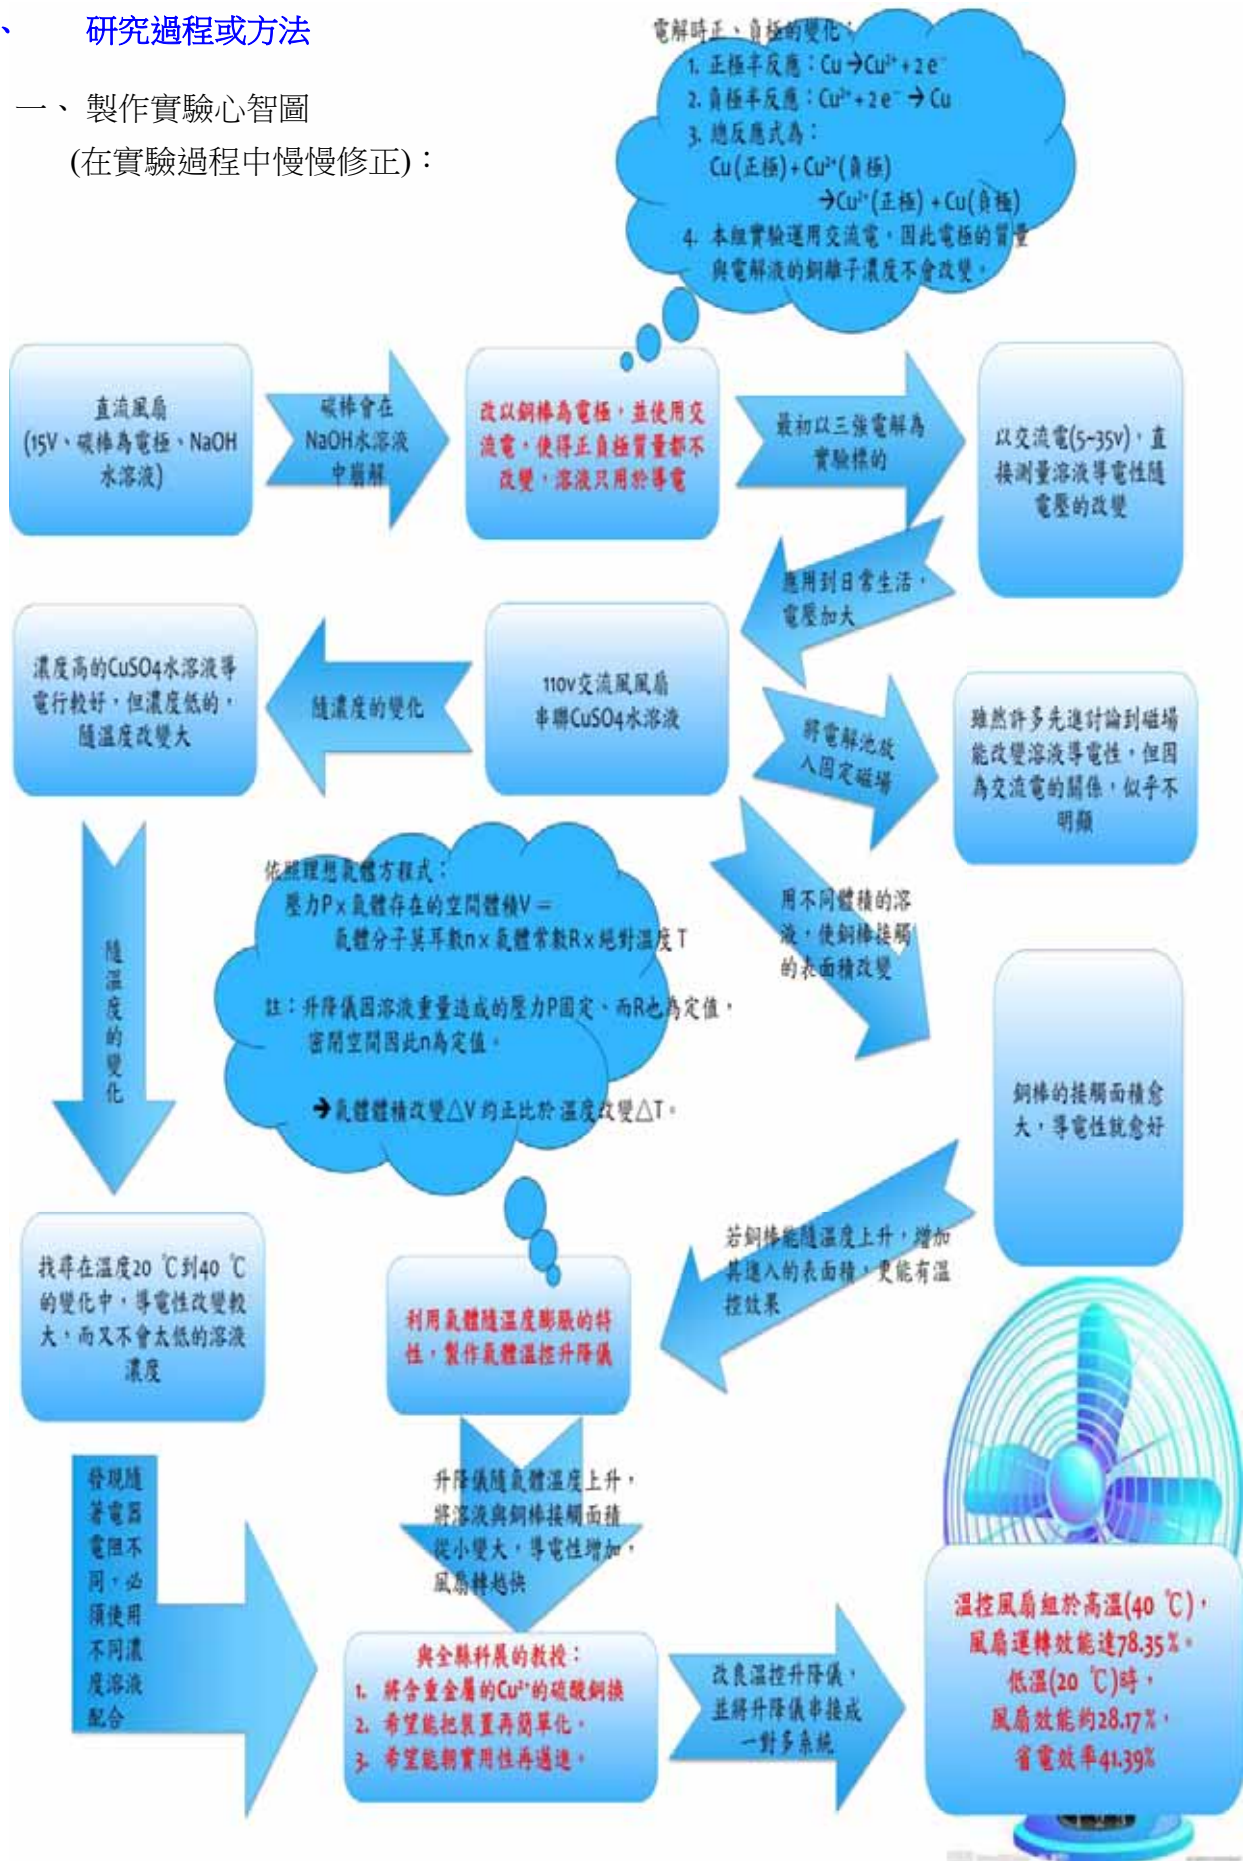 、 研究過程或方法
一、 製作實驗心智圖
(在實驗過程中慢慢修正)：
電解時正、負極的變化：
1. 正極半反應：Cu →Cu²⁺ + 2 e⁻
2. 負極半反應：Cu²⁺ + 2 e⁻ → Cu
3. 總反應式為：
Cu (正極) + Cu²⁺ (負極)
→Cu²⁺ (正極) + Cu(負極)
4. 本組實驗運用交流電，因此電極的質量
與電解液的銅離子濃度不會改變。
直流風扇
(15V、碳棒為電極、NaOH
水溶液)
碳棒會在
NaOH水溶液
中崩解
改以銅棒為電極，並使用交
流電，使得正負極質量都不
改變，溶液只用於導電
最初以三強電解為
實驗標的
以交流電(5~35v)，直
接測量溶液導電性隨
電壓的改變
應用到日常生活，
電壓加大
110v交流風風扇
串聯CuSO4水溶液
隨濃度的變化
濃度高的CuSO4水溶液導
電行較好，但濃度低的，
隨溫度改變大
將電解池放
入固定磁場
雖然許多先進討論到磁場
能改變溶液導電性，但因
為交流電的關係，似乎不
明顯
用不同體積的溶
液，使銅棒接觸
的表面積改變
銅棒的接觸面積愈
大，導電性就愈好
依照理想氣體方程式：
壓力P x 氣體存在的空間體積V =
氣體分子莫耳數n x 氣體常數R x 絕對溫度 T
註：升降儀因溶液重量造成的壓力P固定、而R也為定值，
密閉空間因此n為定值。
→ 氣體體積改變△V 約正比於 溫度改變△T。
隨溫度的變化
找尋在溫度20 ℃到40 ℃
的變化中，導電性改變較
大，而又不會太低的溶液
濃度
若銅棒能隨溫度上升，增加
其進入的表面積，更能有溫
控效果
利用氣體隨溫度膨脹的特
性，製作氣體溫控升降儀
升降儀隨氣體溫度上升，
將溶液與銅棒接觸面積
從小變大，導電性增加，
風扇轉越快
發現隨
著電器
電阻不
同，必
須使用
不同濃
度溶液
配合
與全縣科展的教授：
1. 將含重金屬的Cu²⁺的硫酸銅換
2. 希望能把裝置再簡單化。
3. 希望能朝實用性再邁進。
改良溫控升降儀，
並將升降儀串接成
一對多系統
溫控風扇組於高溫(40 ℃)，
風扇運轉效能達78.35%。
低溫(20 ℃)時，
風扇效能約28.17%，
省電效率41.39%